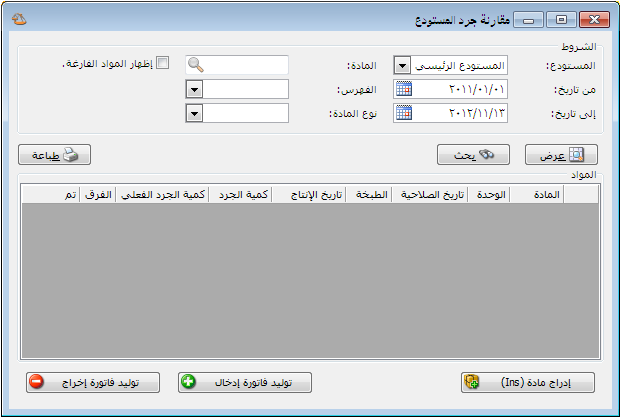 مقارنة جرد المستودع
الشروط
المستودع: المستودع الرئيسي المادة: إظهار المواد الفارغة.
من تاريخ: ٢٠١١/٠١/٠١ الفهرس:
إلى تاريخ: ٢٠١٢/١١/١٣ نوع المادة:
عرض بحث طباعة
المواد
المادة الوحدة تاريخ الصلاحية الطبخة تاريخ الإنتاج كمية الجرد كمية الجرد الفعلي الفرق تم
إدراج مادة (Ins) توليد فاتورة إدخال توليد فاتورة إخراج